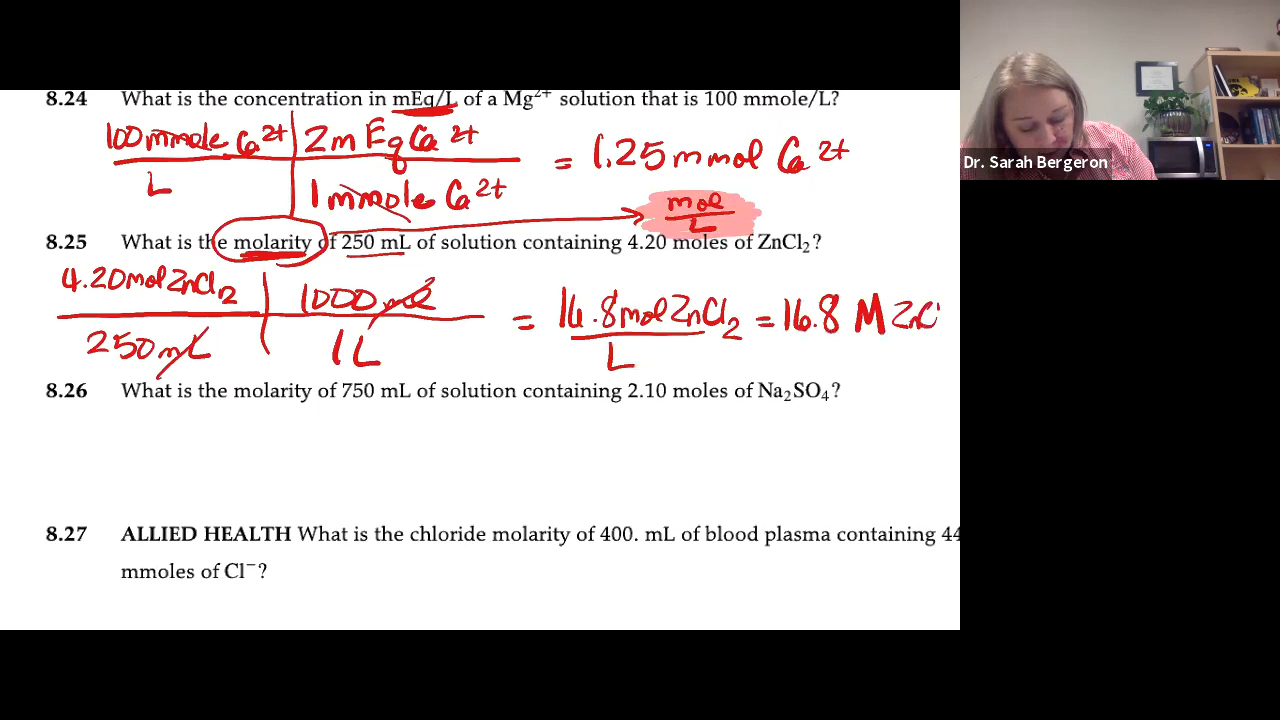 8.24 What is the concentration in mEq/L of a Mg²⁺ solution that is 100 mmole/L?
100 mmole Ca²⁺ | 2 mEq Ca²⁺ = 1.25 mmol Ca²⁺
L | 1 mmole Ca²⁺
mol
L
8.25 What is the molarity of 250 mL of solution containing 4.20 moles of ZnCl₂?
4.20 mol ZnCl₂ | 1000 mL = 16.8 mol ZnCl₂ = 16.8 M ZnC
250 mL | 1 L L
8.26 What is the molarity of 750 mL of solution containing 2.10 moles of Na₂SO₄?
8.27 ALLIED HEALTH What is the chloride molarity of 400. mL of blood plasma containing 44
mmoles of Cl⁻?
Dr. Sarah Bergeron